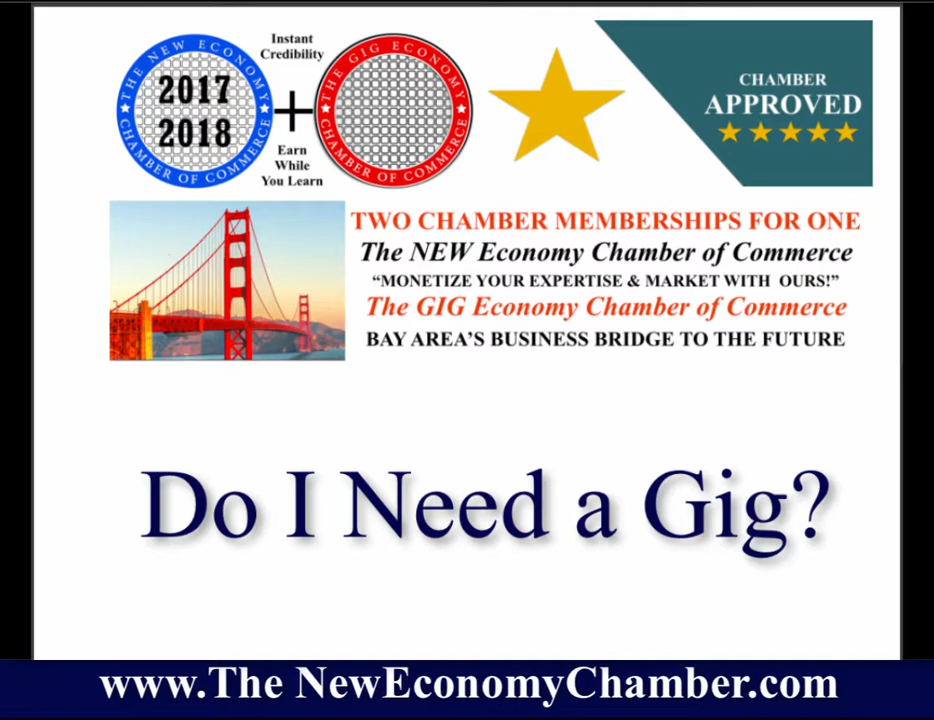 THE NEW ECONOMY
CHAMBER OF COMMERCE
2017
2018
Instant
Credibility
+
Earn
While
You Learn
THE GIG ECONOMY
CHAMBER OF COMMERCE
CHAMBER
APPROVED
TWO CHAMBER MEMBERSHIPS FOR ONE
The NEW Economy Chamber of Commerce
“MONETIZE YOUR EXPERTISE & MARKET WITH OURS!”
The GIG Economy Chamber of Commerce
BAY AREA’S BUSINESS BRIDGE TO THE FUTURE
Do I Need a Gig?
www.The NewEconomyChamber.com